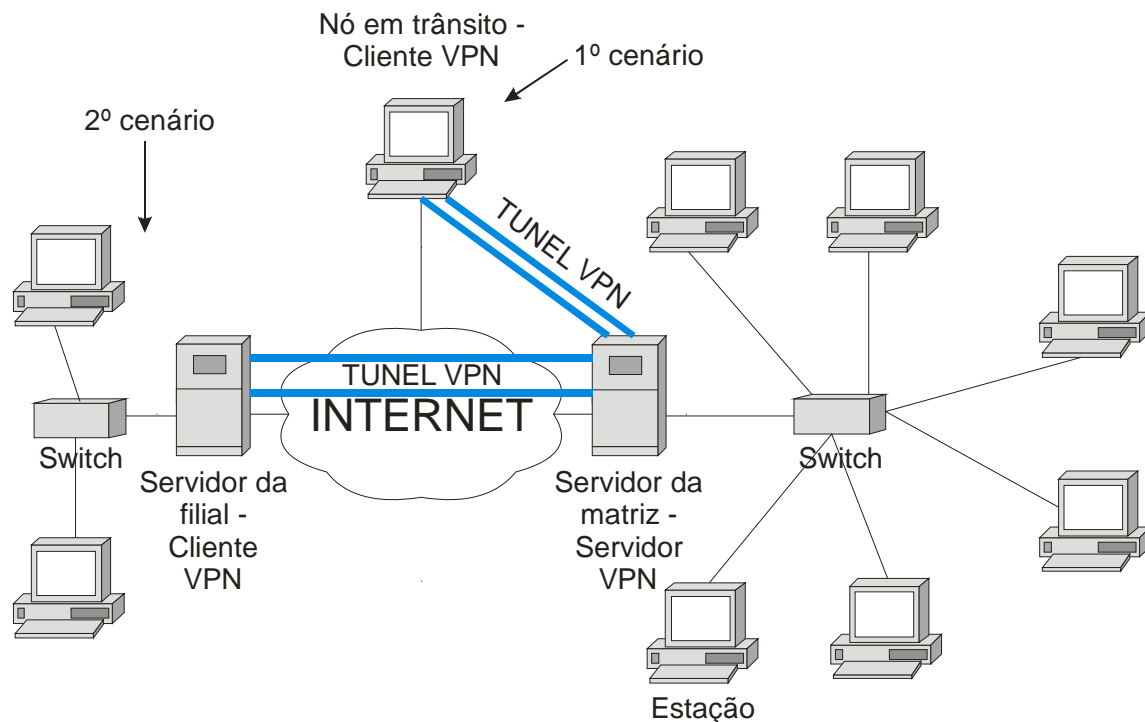 Nó em trânsito -
Cliente VPN
1º cenário
2º cenário
TUNEL VPN
TUNEL VPN
INTERNET
Switch
Servidor da
filial -
Cliente
VPN
Servidor da
matriz -
Servidor
VPN
Switch
Estação